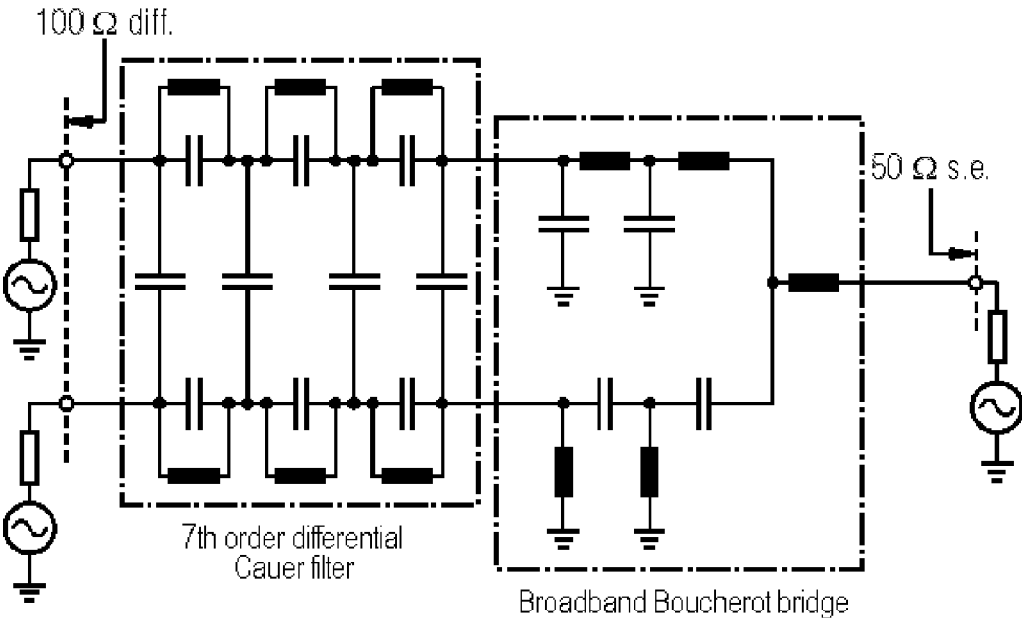 100 Ω diff.
50 Ω s.e.
7th order differential
Cauer filter
Broadband Boucherot bridge